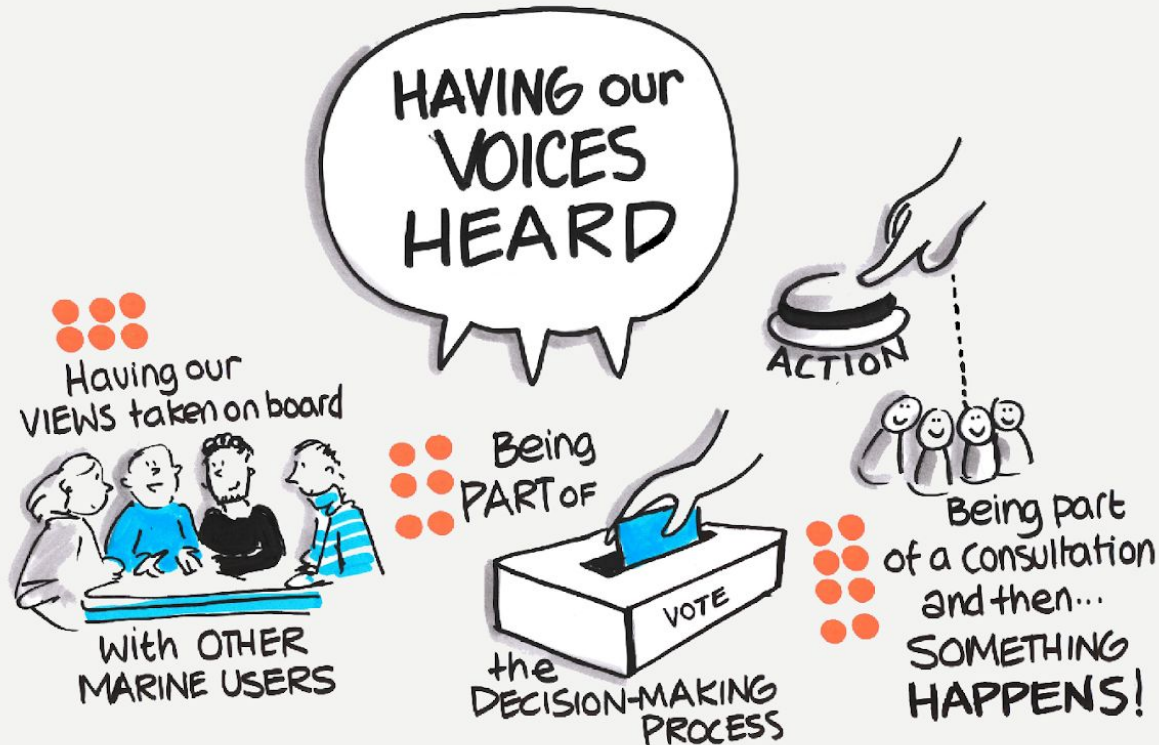 HAVING our
VOICES
HEARD
ACTION
Having our
VIEWS taken on board
with OTHER
MARINE USERS
Being
PART OF
VOTE
the
DECISION-MAKING
PROCESS
Being part
of a consultation
and then...
SOMETHING
HAPPENS!